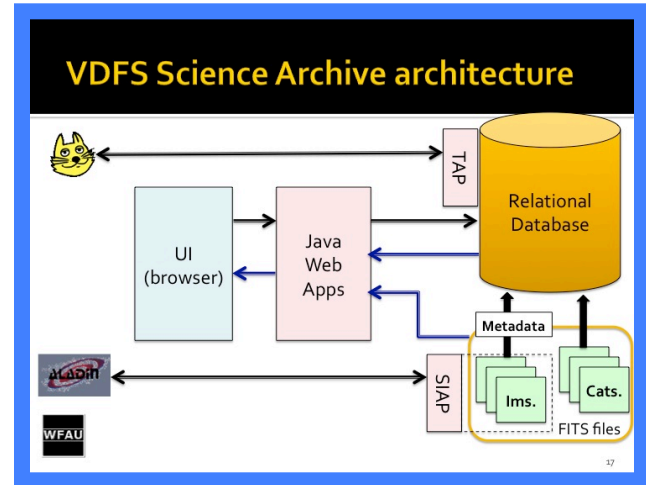 VDFS Science Archive architecture
TAP
Relational
Database
UI
(browser)
Java
Web
Apps
Metadata
ALADIN
SIAP
Ims.
Cats.
FITS files
WFAU
17